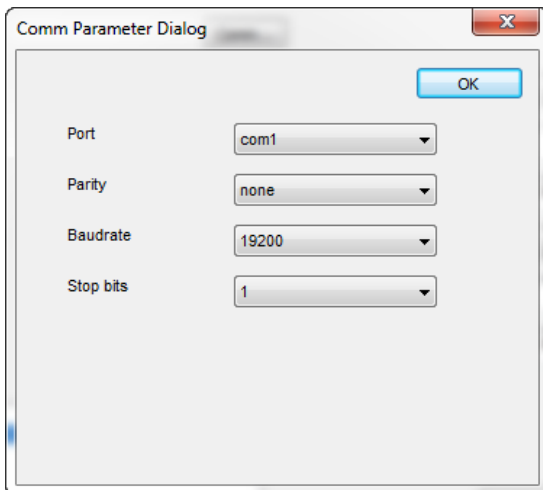 Comm Parameter Dialog
OK
Port com1
Parity none
Baudrate 19200
Stop bits 1